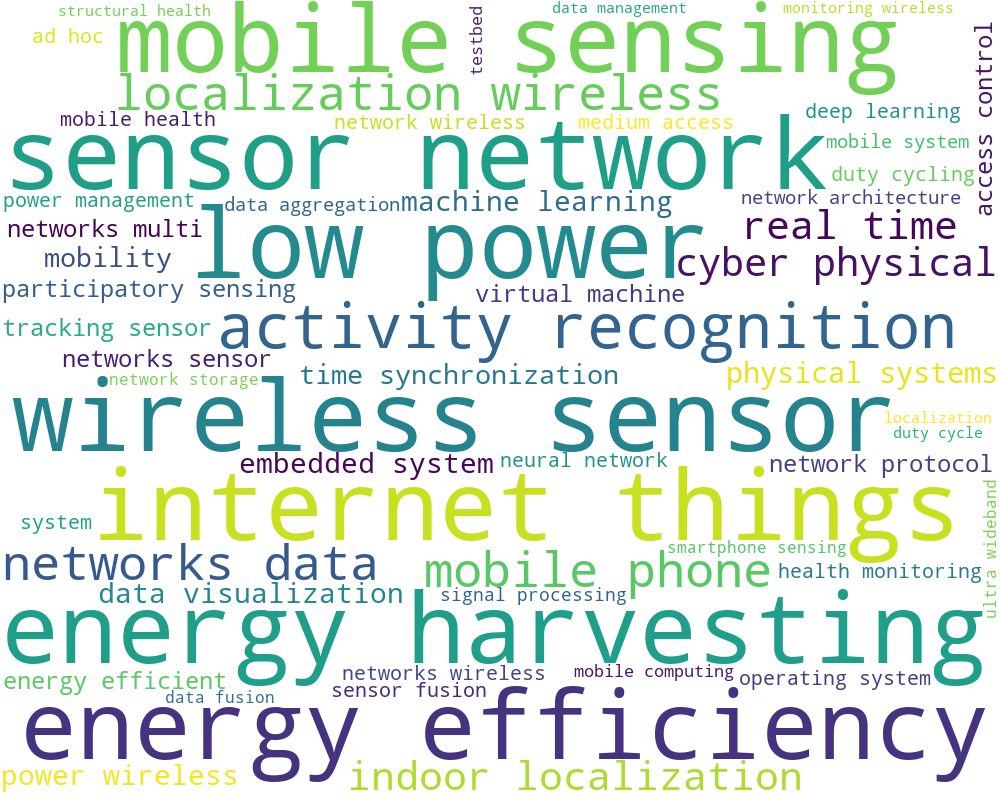 structural health
data management
monitoring wireless
ad hoc
mobile sensing
testbed
access control
localization wireless
mobile health
network wireless
medium access
deep learning
sensor network
mobile system
duty cycling
power management
data aggregation
machine learning
network architecture
networks multi
low power
real time
mobility
cyber physical
participatory sensing
virtual machine
tracking sensor
activity recognition
networks sensor
network storage
time synchronization
physical systems
wireless sensor
localization
duty cycle
embedded system
neural network
network protocol
internet things
ultra wideband
system
networks data
smartphone sensing
mobile phone
health monitoring
data visualization
signal processing
energy harvesting
energy efficient
networks wireless
mobile computing
operating system
sensor fusion
data fusion
energy efficiency
power wireless
indoor localization